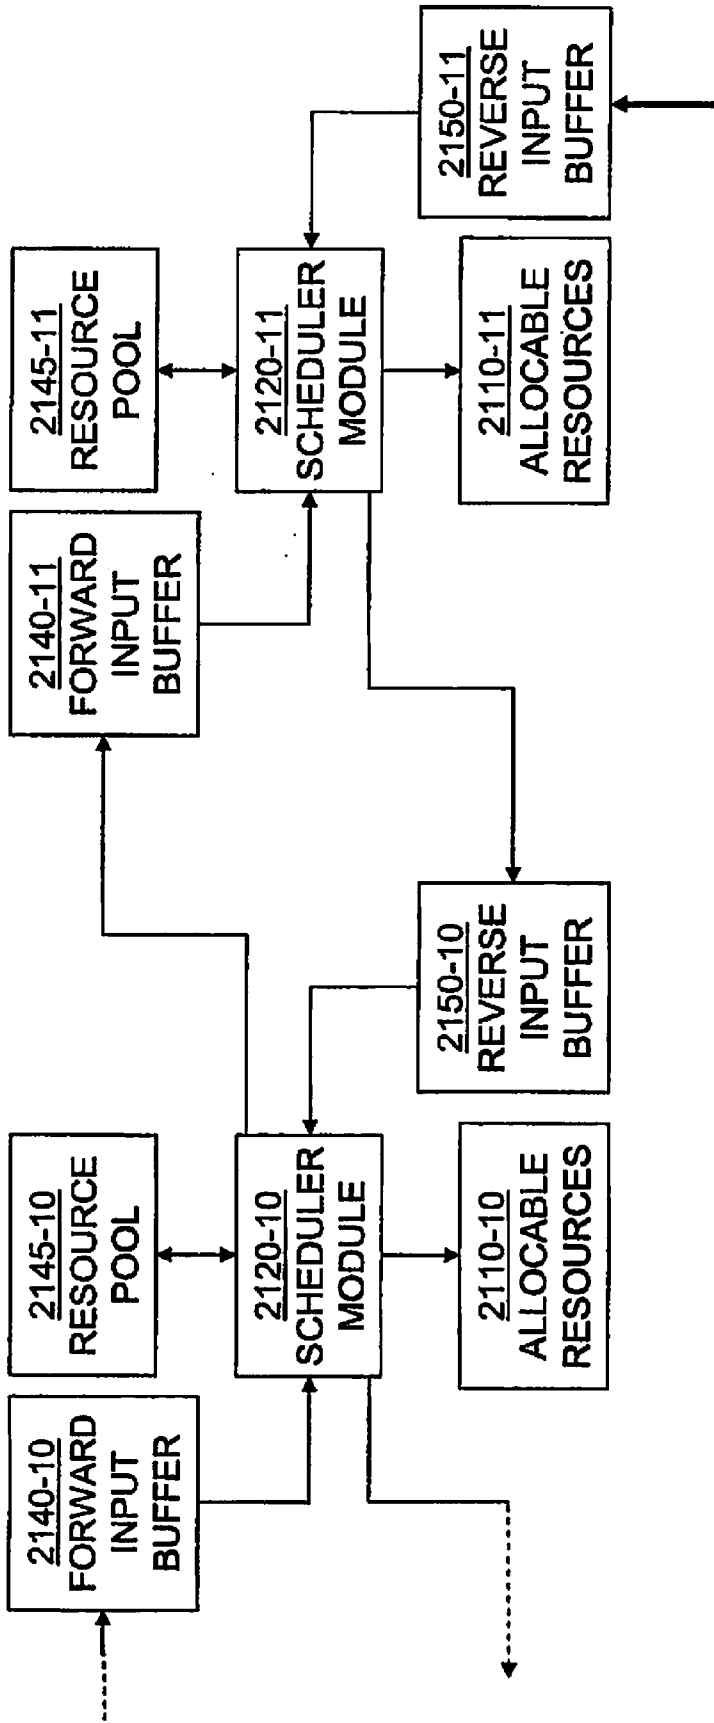 2140-10
FORWARD
INPUT
BUFFER
2145-10
RESOURCE
POOL
2120-10
SCHEDULER
MODULE
2110-10
ALLOCABLE
RESOURCES
2150-10
REVERSE
INPUT
BUFFER
2140-11
FORWARD
INPUT
BUFFER
2145-11
RESOURCE
POOL
2120-11
SCHEDULER
MODULE
2110-11
ALLOCABLE
RESOURCES
2150-11
REVERSE
INPUT
BUFFER